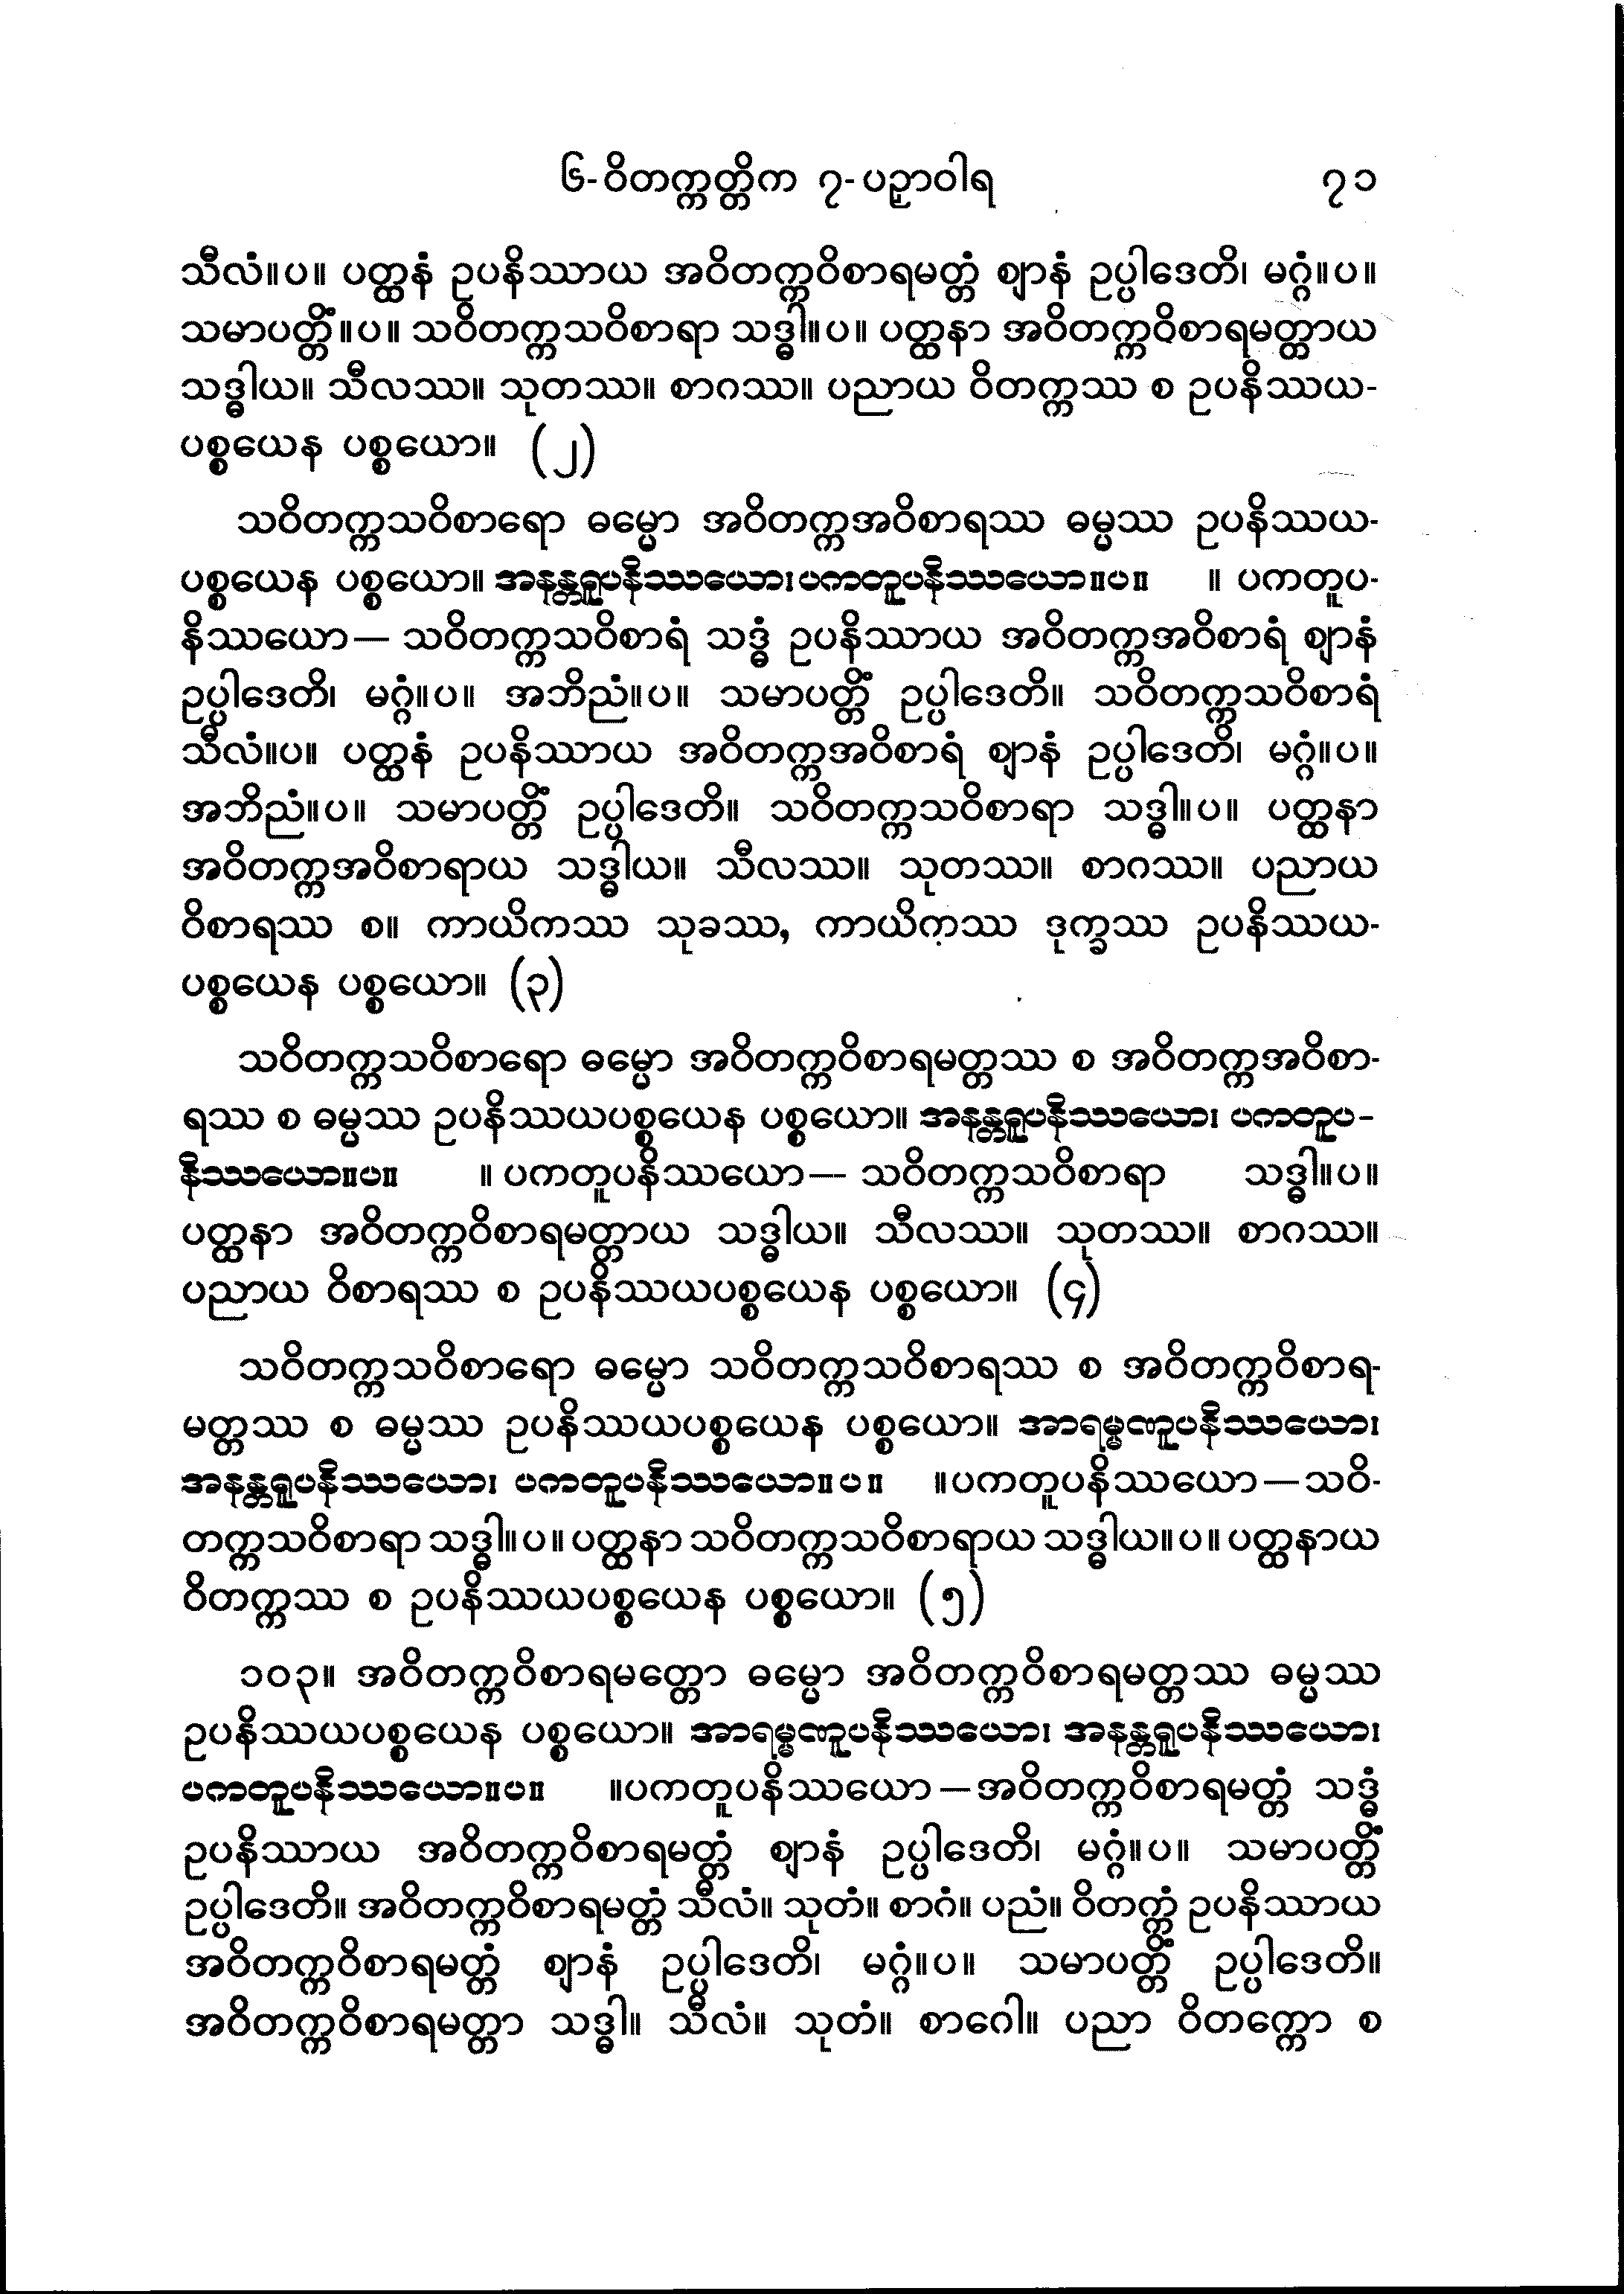 ၆-ဝိတက္ကတ္တိက ၇-ပဉှာဝါရ ၇၁
သီလံ။ပ။ ပတ္ထနံ ဥပနိဿာယ အဝိတက္ကဝိစာရမတ္တံ ဈာနံ ဥပ္ပါဒေတိ၊ မဂ္ဂံ။ပ။
သမာပတ္တိံ။ပ။ သဝိတက္ကသဝိစာရာ သဒ္ဓါ။ပ။ ပတ္ထနာ အဝိတက္ကဝိစာရမတ္တာယ
သဒ္ဓါယ။ သီလဿ။ သုတဿ။ စာဂဿ။ ပညာယ ဝိတက္ကဿ စ ဥပနိဿယ-
ပစ္စယေန ပစ္စယော။ (၂)
သဝိတက္ကသဝိစာရော ဓမ္မော အဝိတက္ကအဝိစာရဿ ဓမ္မဿ ဥပနိဿယ-
ပစ္စယေန ပစ္စယော။ အနန္တရူပနိဿယော၊ ပကတူပနိဿယော။ပ။ ။ ပကတူပ-
နိဿယော— သဝိတက္ကသဝိစာရံ သဒ္ဓံ ဥပနိဿာယ အဝိတက္ကအဝိစာရံ ဈာနံ
ဥပ္ပါဒေတိ၊ မဂ္ဂံ။ပ။ အဘိညံ။ပ။ သမာပတ္တိံ ဥပ္ပါဒေတိ။ သဝိတက္ကသဝိစာရံ
သီလံ။ပ။ ပတ္ထနံ ဥပနိဿာယ အဝိတက္ကအဝိစာရံ ဈာနံ ဥပ္ပါဒေတိ၊ မဂ္ဂံ။ပ။
အဘိညံ။ပ။ သမာပတ္တိံ ဥပ္ပါဒေတိ။ သဝိတက္ကသဝိစာရာ သဒ္ဓါ။ပ။ ပတ္ထနာ
အဝိတက္ကအဝိစာရာယ သဒ္ဓါယ။ သီလဿ။ သုတဿ။ စာဂဿ။ ပညာယ
ဝိစာရဿ စ။ ကာယိကဿ သုခဿ, ကာယိကဿ ဒုက္ခဿ ဥပနိဿယ-
ပစ္စယေန ပစ္စယော။ (၃)
သဝိတက္ကသဝိစာရော ဓမ္မော အဝိတက္ကဝိစာရမတ္တဿ စ အဝိတက္ကအဝိစာ-
ရဿ စ ဓမ္မဿ ဥပနိဿယပစ္စယေန ပစ္စယော။ အနန္တရူပနိဿယော၊ ပကတူပ-
နိဿယော။ပ။ ။ ပကတူပနိဿယော— သဝိတက္ကသဝိစာရာ သဒ္ဓါ။ပ။
ပတ္ထနာ အဝိတက္ကဝိစာရမတ္တာယ သဒ္ဓါယ။ သီလဿ။ သုတဿ။ စာဂဿ။
ပညာယ ဝိစာရဿ စ ဥပနိဿယပစ္စယေန ပစ္စယော။ (၄)
သဝိတက္ကသဝိစာရော ဓမ္မော သဝိတက္ကသဝိစာရဿ စ အဝိတက္ကဝိစာရ-
မတ္တဿ စ ဓမ္မဿ ဥပနိဿယပစ္စယေန ပစ္စယော။ အာရမ္မဏူပနိဿယော၊
အနန္တရူပနိဿယော၊ ပကတူပနိဿယော။ပ။ ။ပကတူပနိဿယော—သဝိ-
တက္ကသဝိစာရာ သဒ္ဓါ။ပ။ ပတ္ထနာ သဝိတက္ကသဝိစာရာယ သဒ္ဓါယ။ပ။ ပတ္ထနာယ
ဝိတက္ကဿ စ ဥပနိဿယပစ္စယေန ပစ္စယော။ (၅)
၁၀၃။ အဝိတက္ကဝိစာရမတ္တော ဓမ္မော အဝိတက္ကဝိစာရမတ္တဿ ဓမ္မဿ
ဥပနိဿယပစ္စယေန ပစ္စယော။ အာရမ္မဏူပနိဿယော၊ အနန္တရူပနိဿယော၊
ပကတူပနိဿယော။ပ။ ။ပကတူပနိဿယော—အဝိတက္ကဝိစာရမတ္တံ သဒ္ဓံ
ဥပနိဿာယ အဝိတက္ကဝိစာရမတ္တံ ဈာနံ ဥပ္ပါဒေတိ၊ မဂ္ဂံ။ပ။ သမာပတ္တိံ
ဥပ္ပါဒေတိ။ အဝိတက္ကဝိစာရမတ္တံ သီလံ။ သုတံ။ စာဂံ။ ပညံ။ ဝိတက္ကံ ဥပနိဿာယ
အဝိတက္ကဝိစာရမတ္တံ ဈာနံ ဥပ္ပါဒေတိ၊ မဂ္ဂံ။ပ။ သမာပတ္တိံ ဥပ္ပါဒေတိ။
အဝိတက္ကဝိစာရမတ္တာ သဒ္ဓါ။ သီလံ။ သုတံ။ စာဂေါ။ ပညာ ဝိတက္ကော စ